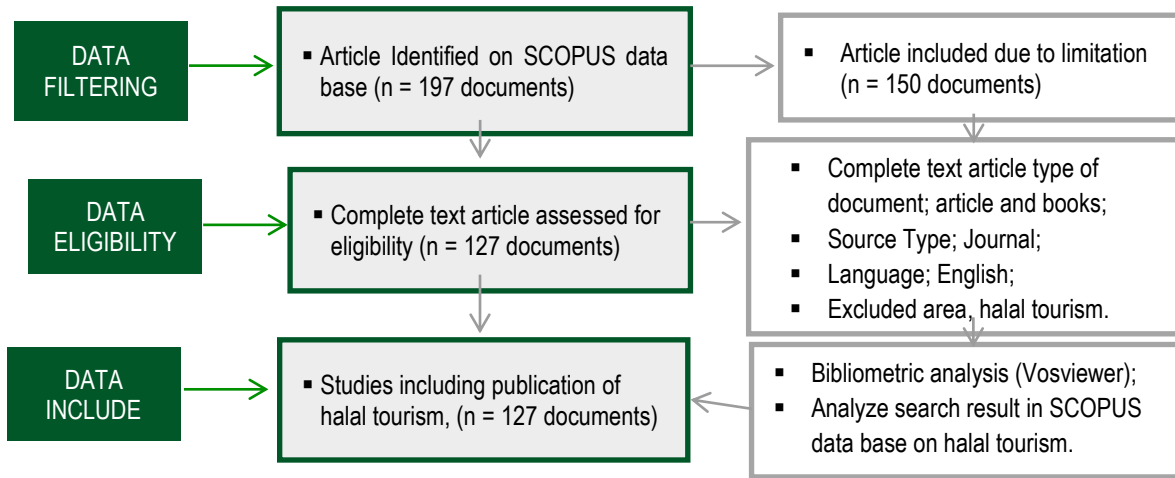 DATA
FILTERING
▪ Article Identified on SCOPUS data
base (n = 197 documents)
▪ Article included due to limitation
(n = 150 documents)
DATA
ELIGIBILITY
▪ Complete text article assessed for
eligibility (n = 127 documents)
▪ Complete text article type of
document; article and books;
▪ Source Type; Journal;
▪ Language; English;
▪ Excluded area, halal tourism.
DATA
INCLUDE
▪ Studies including publication of
halal tourism, (n = 127 documents)
▪ Bibliometric analysis (Vosviewer);
▪ Analyze search result in SCOPUS
data base on halal tourism.